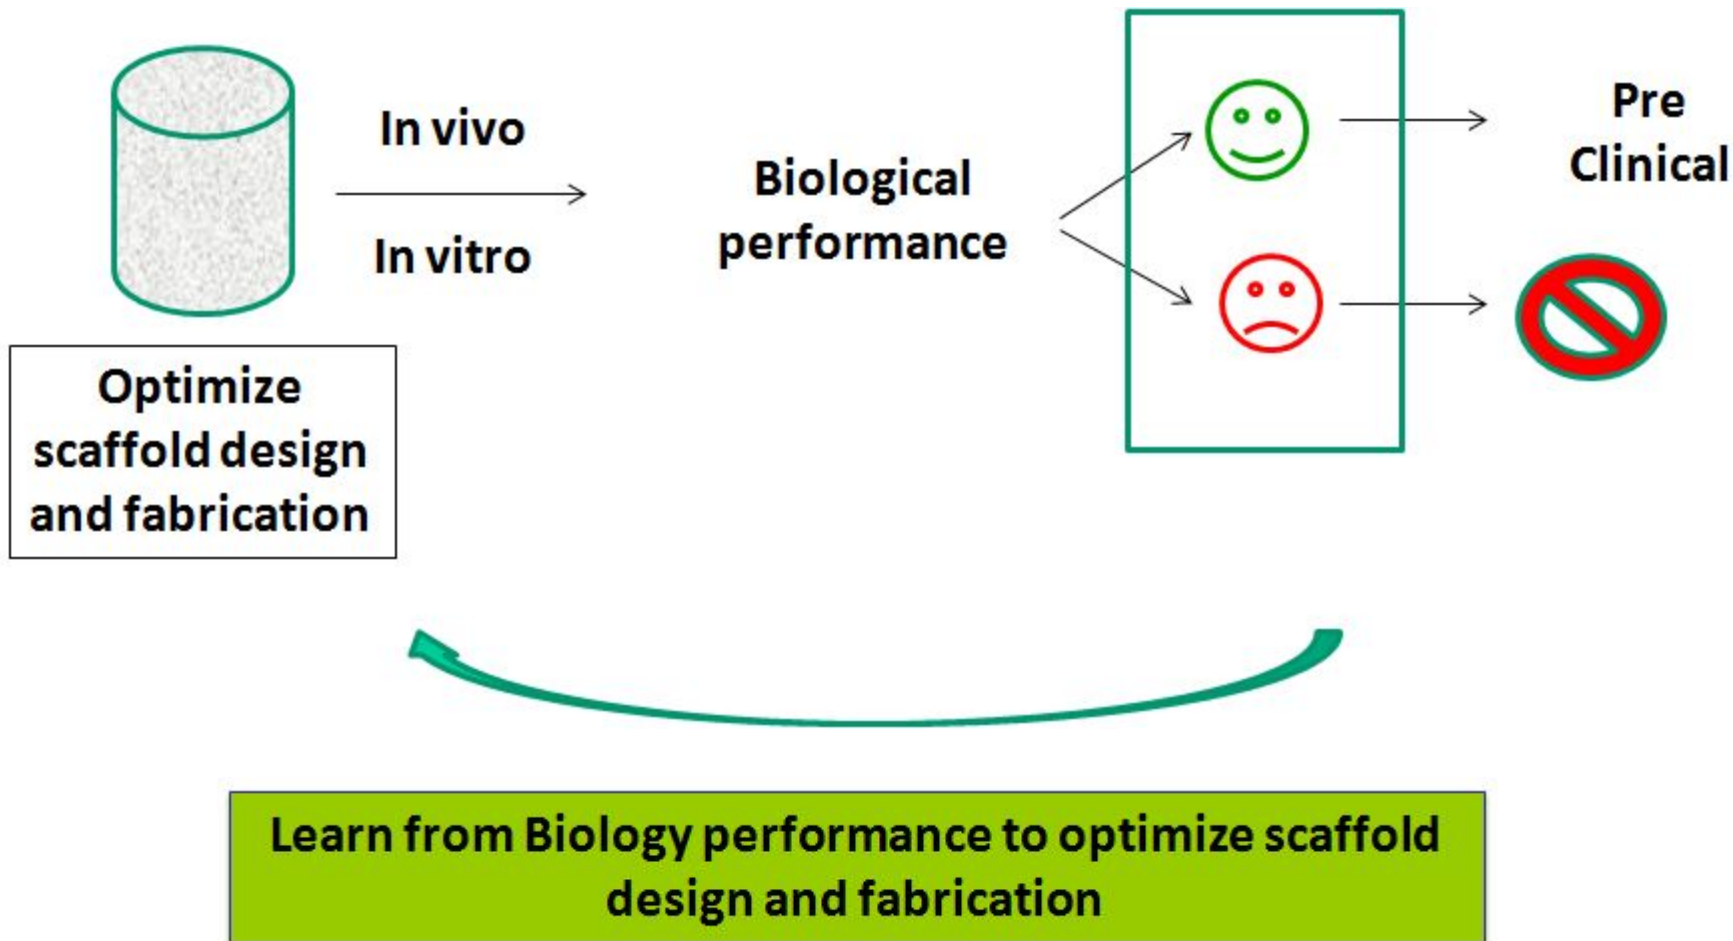 In vivo
In vitro
Biological
performance
Pre
Clinical
Optimize
scaffold design
and fabrication
Learn from Biology performance to optimize scaffold
design and fabrication